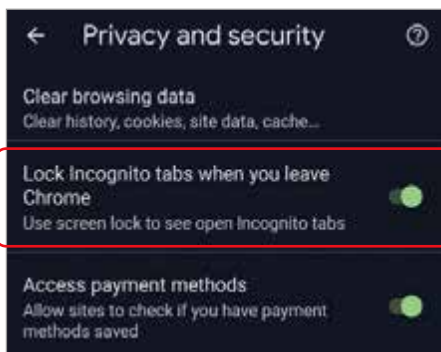 Privacy and security
Clear browsing data
Clear history, cookies, site data, cache...
Lock Incognito tabs when you leave
Chrome
Use screen lock to see open Incognito tabs
Access payment methods
Allow sites to check if you have payment
methods saved